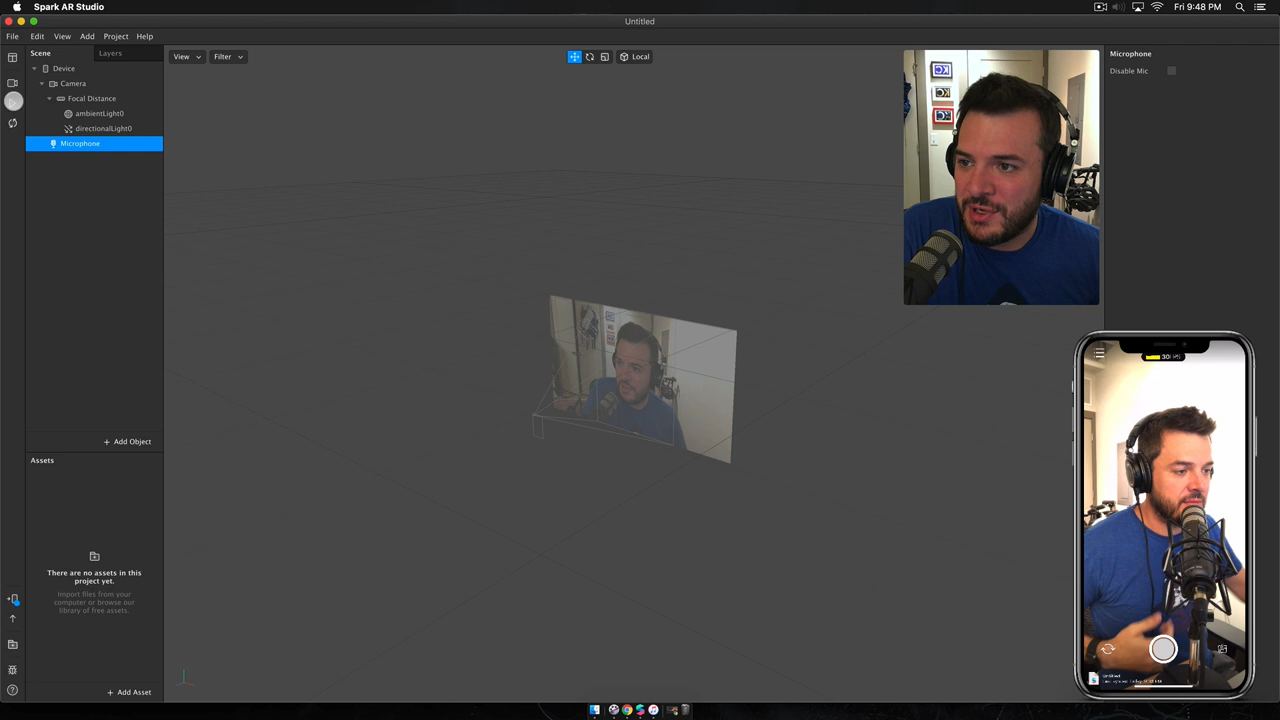 Spark AR Studio
Fri 9:48 PM
Untitled
File Edit View Add Project Help
Scene
Layers
View
Filter
Local
Microphone
Disable Mic
Device
Camera
Focal Distance
ambientLight0
directionalLight0
Microphone
+ Add Object
Assets
There are no assets in this
project yet.
Import files from your
computer or browse our
library of free assets.
+ Add Asset
30
Untitled